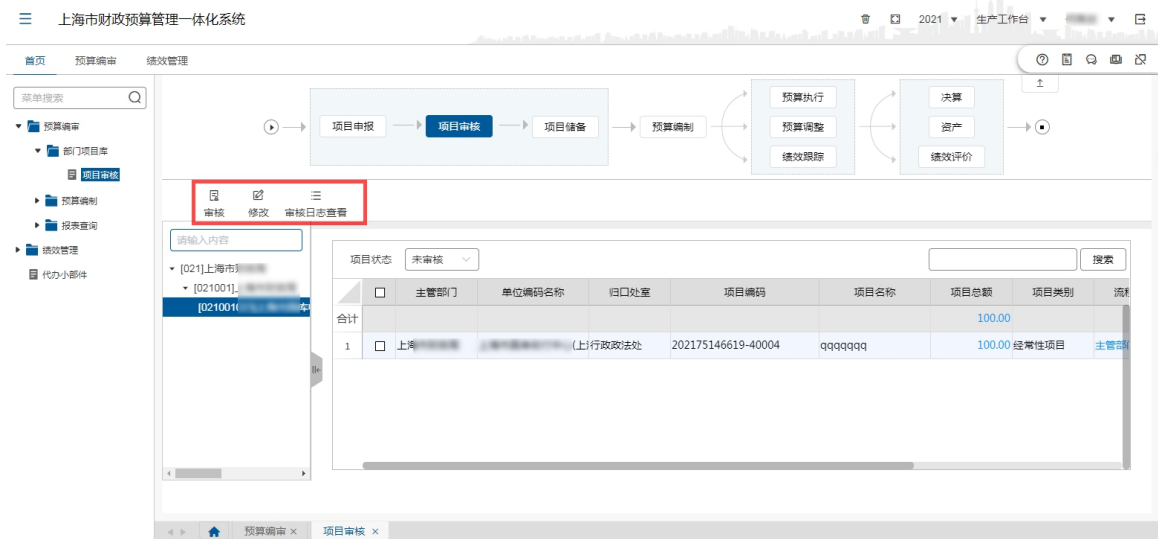 上海市财政预算管理一体化系统
2021 生产工作台
首页 预算编审 绩效管理
菜单搜索
预算编审
部门项目库
项目审核
预算编制
报表查询
绩效管理
代办小部件
项目申报 项目审核 项目储备 预算编制
预算执行
预算调整
绩效跟踪
决算
资产
绩效评价
审核 修改 审核日志查看
请输入内容
[021]上海市
[021001]
[021001
项目状态 未审核 搜索
主管部门 单位编码名称 归口处室 项目编码 项目名称 项目总额 项目类别 流程
合计 100.00
1 上海 (上 行政政法处 202175146619-40004 qqqqqqq 100.00 经常性项目 主管部
预算编审 × 项目审核 ×